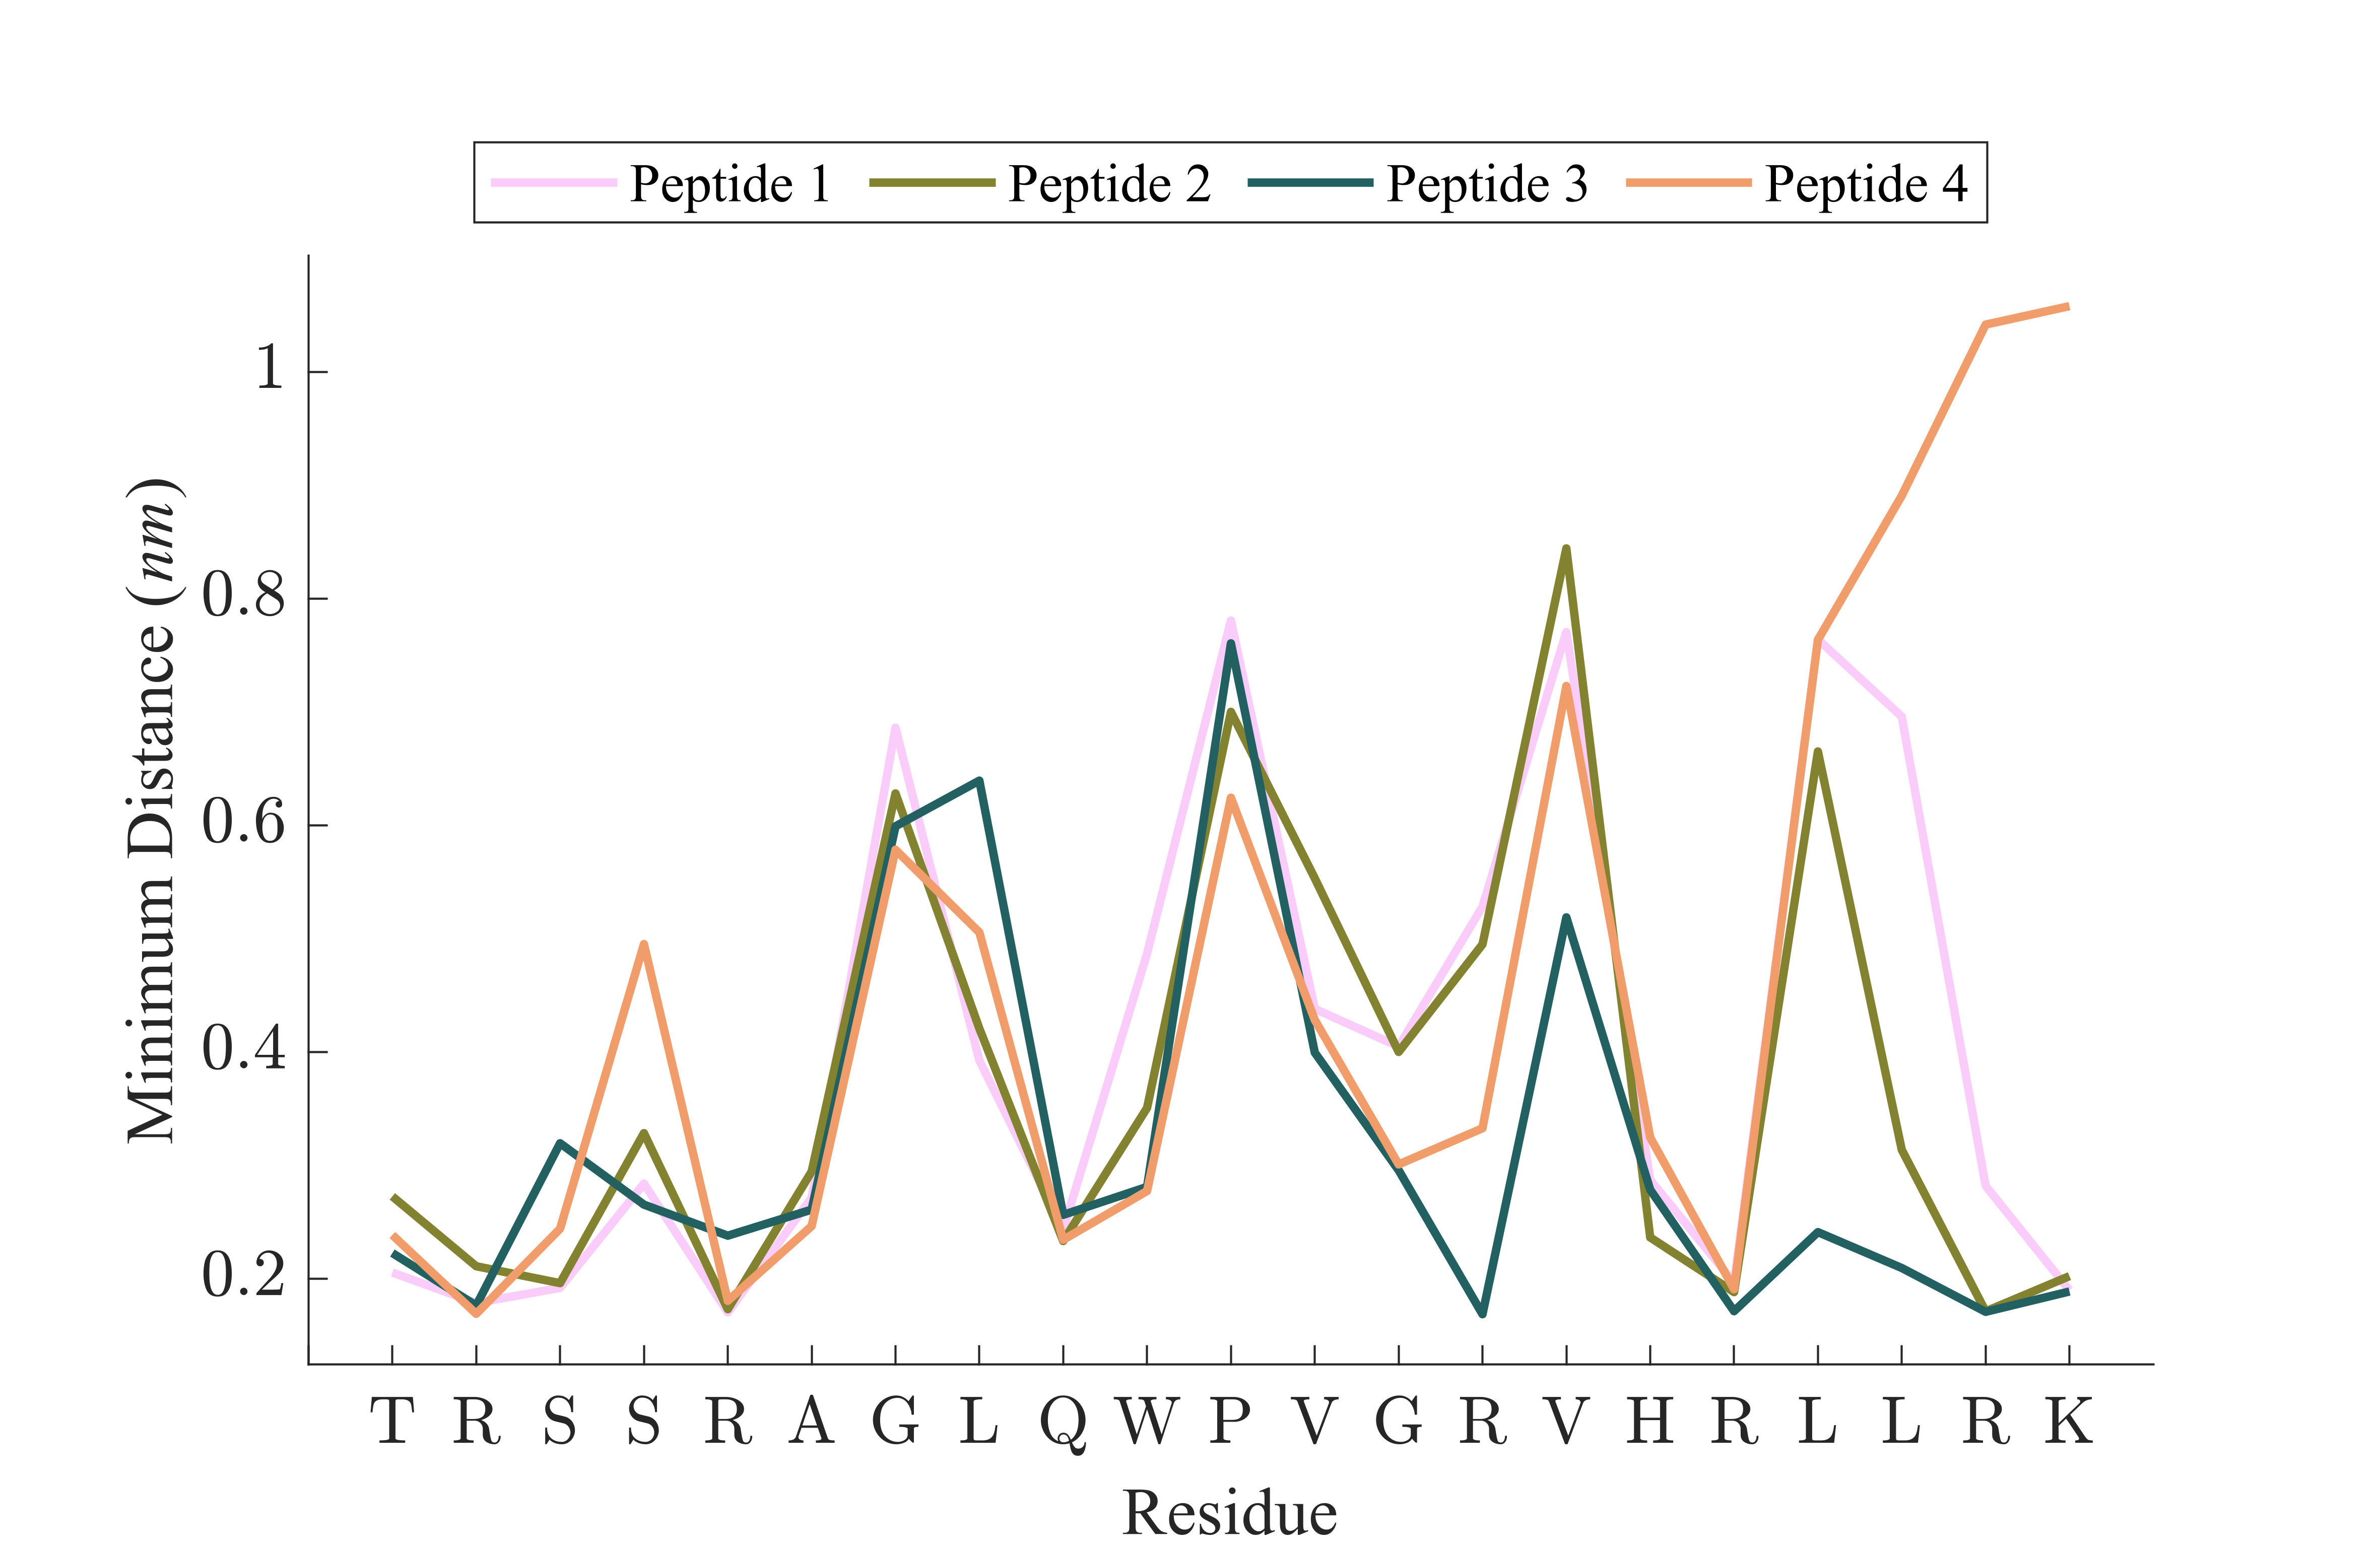 Peptide 1 Peptide 2 Peptide 3 Peptide 4
Minimum Distance (nm)
1
0.8
0.6
0.4
0.2
T R S S R A G L Q W P V G R V H R L L R K
Residue